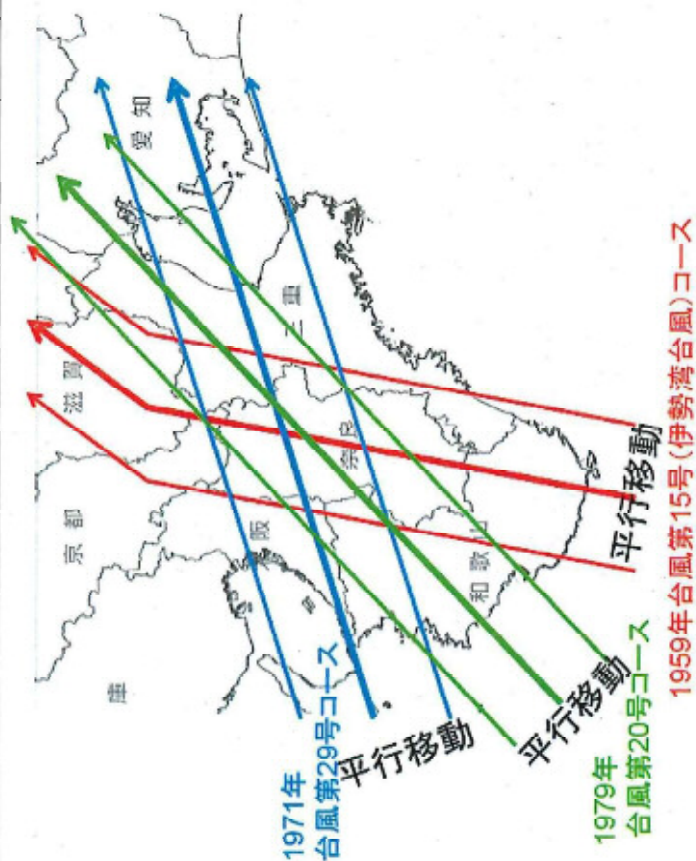 愛知
滋賀
京都
三重
奈良
阪
和歌山
庫
平行移動
1959年台風第15号(伊勢湾台風)コース
平行移動
1979年
台風第20号コース
平行移動
1971年
台風第29号コース